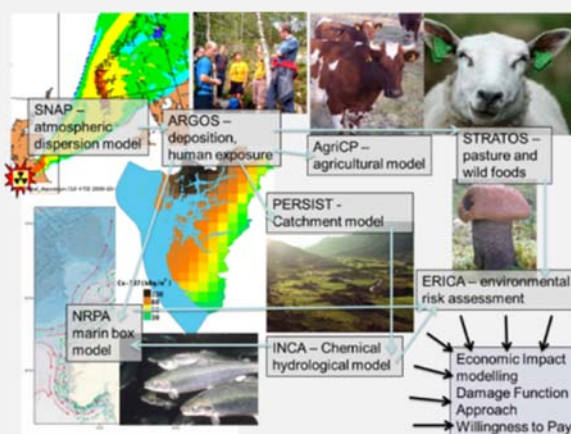 SNAP –
atmospheric
dispersion model
ARGOS –
deposition,
human exposure
AgriCP –
agricultural model
STRATOS –
pasture and
wild foods
PERSIST -
Catchment model
ERICA – environmental
risk assessment
NRPA
marin box
model
INCA – Chemical
hydrological model
Economic Impact
modelling
Damage Function
Approach
Willingness to Pay